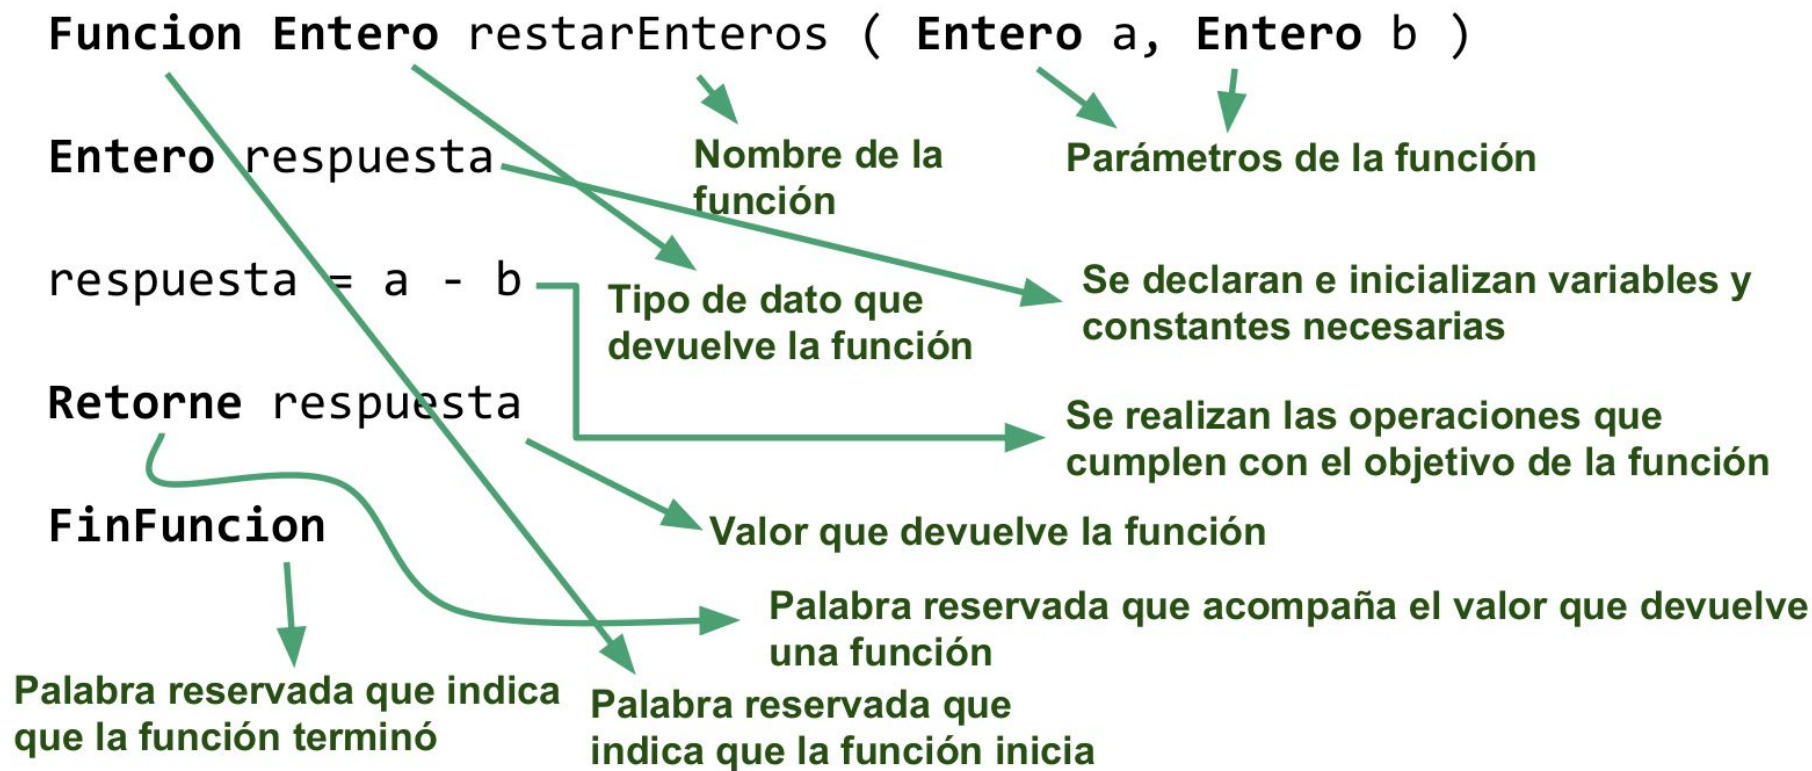 Funcion Entero restarEnteros ( Entero a, Entero b )
Entero respuesta
Nombre de la
función
Parámetros de la función
respuesta = a - b
Tipo de dato que
devuelve la función
Se declaran e inicializan variables y
constantes necesarias
Retorne respuesta
Se realizan las operaciones que
cumplen con el objetivo de la función
FinFuncion
Valor que devuelve la función
Palabra reservada que acompaña el valor que devuelve
una función
Palabra reservada que indica
que la función terminó
Palabra reservada que
indica que la función inicia